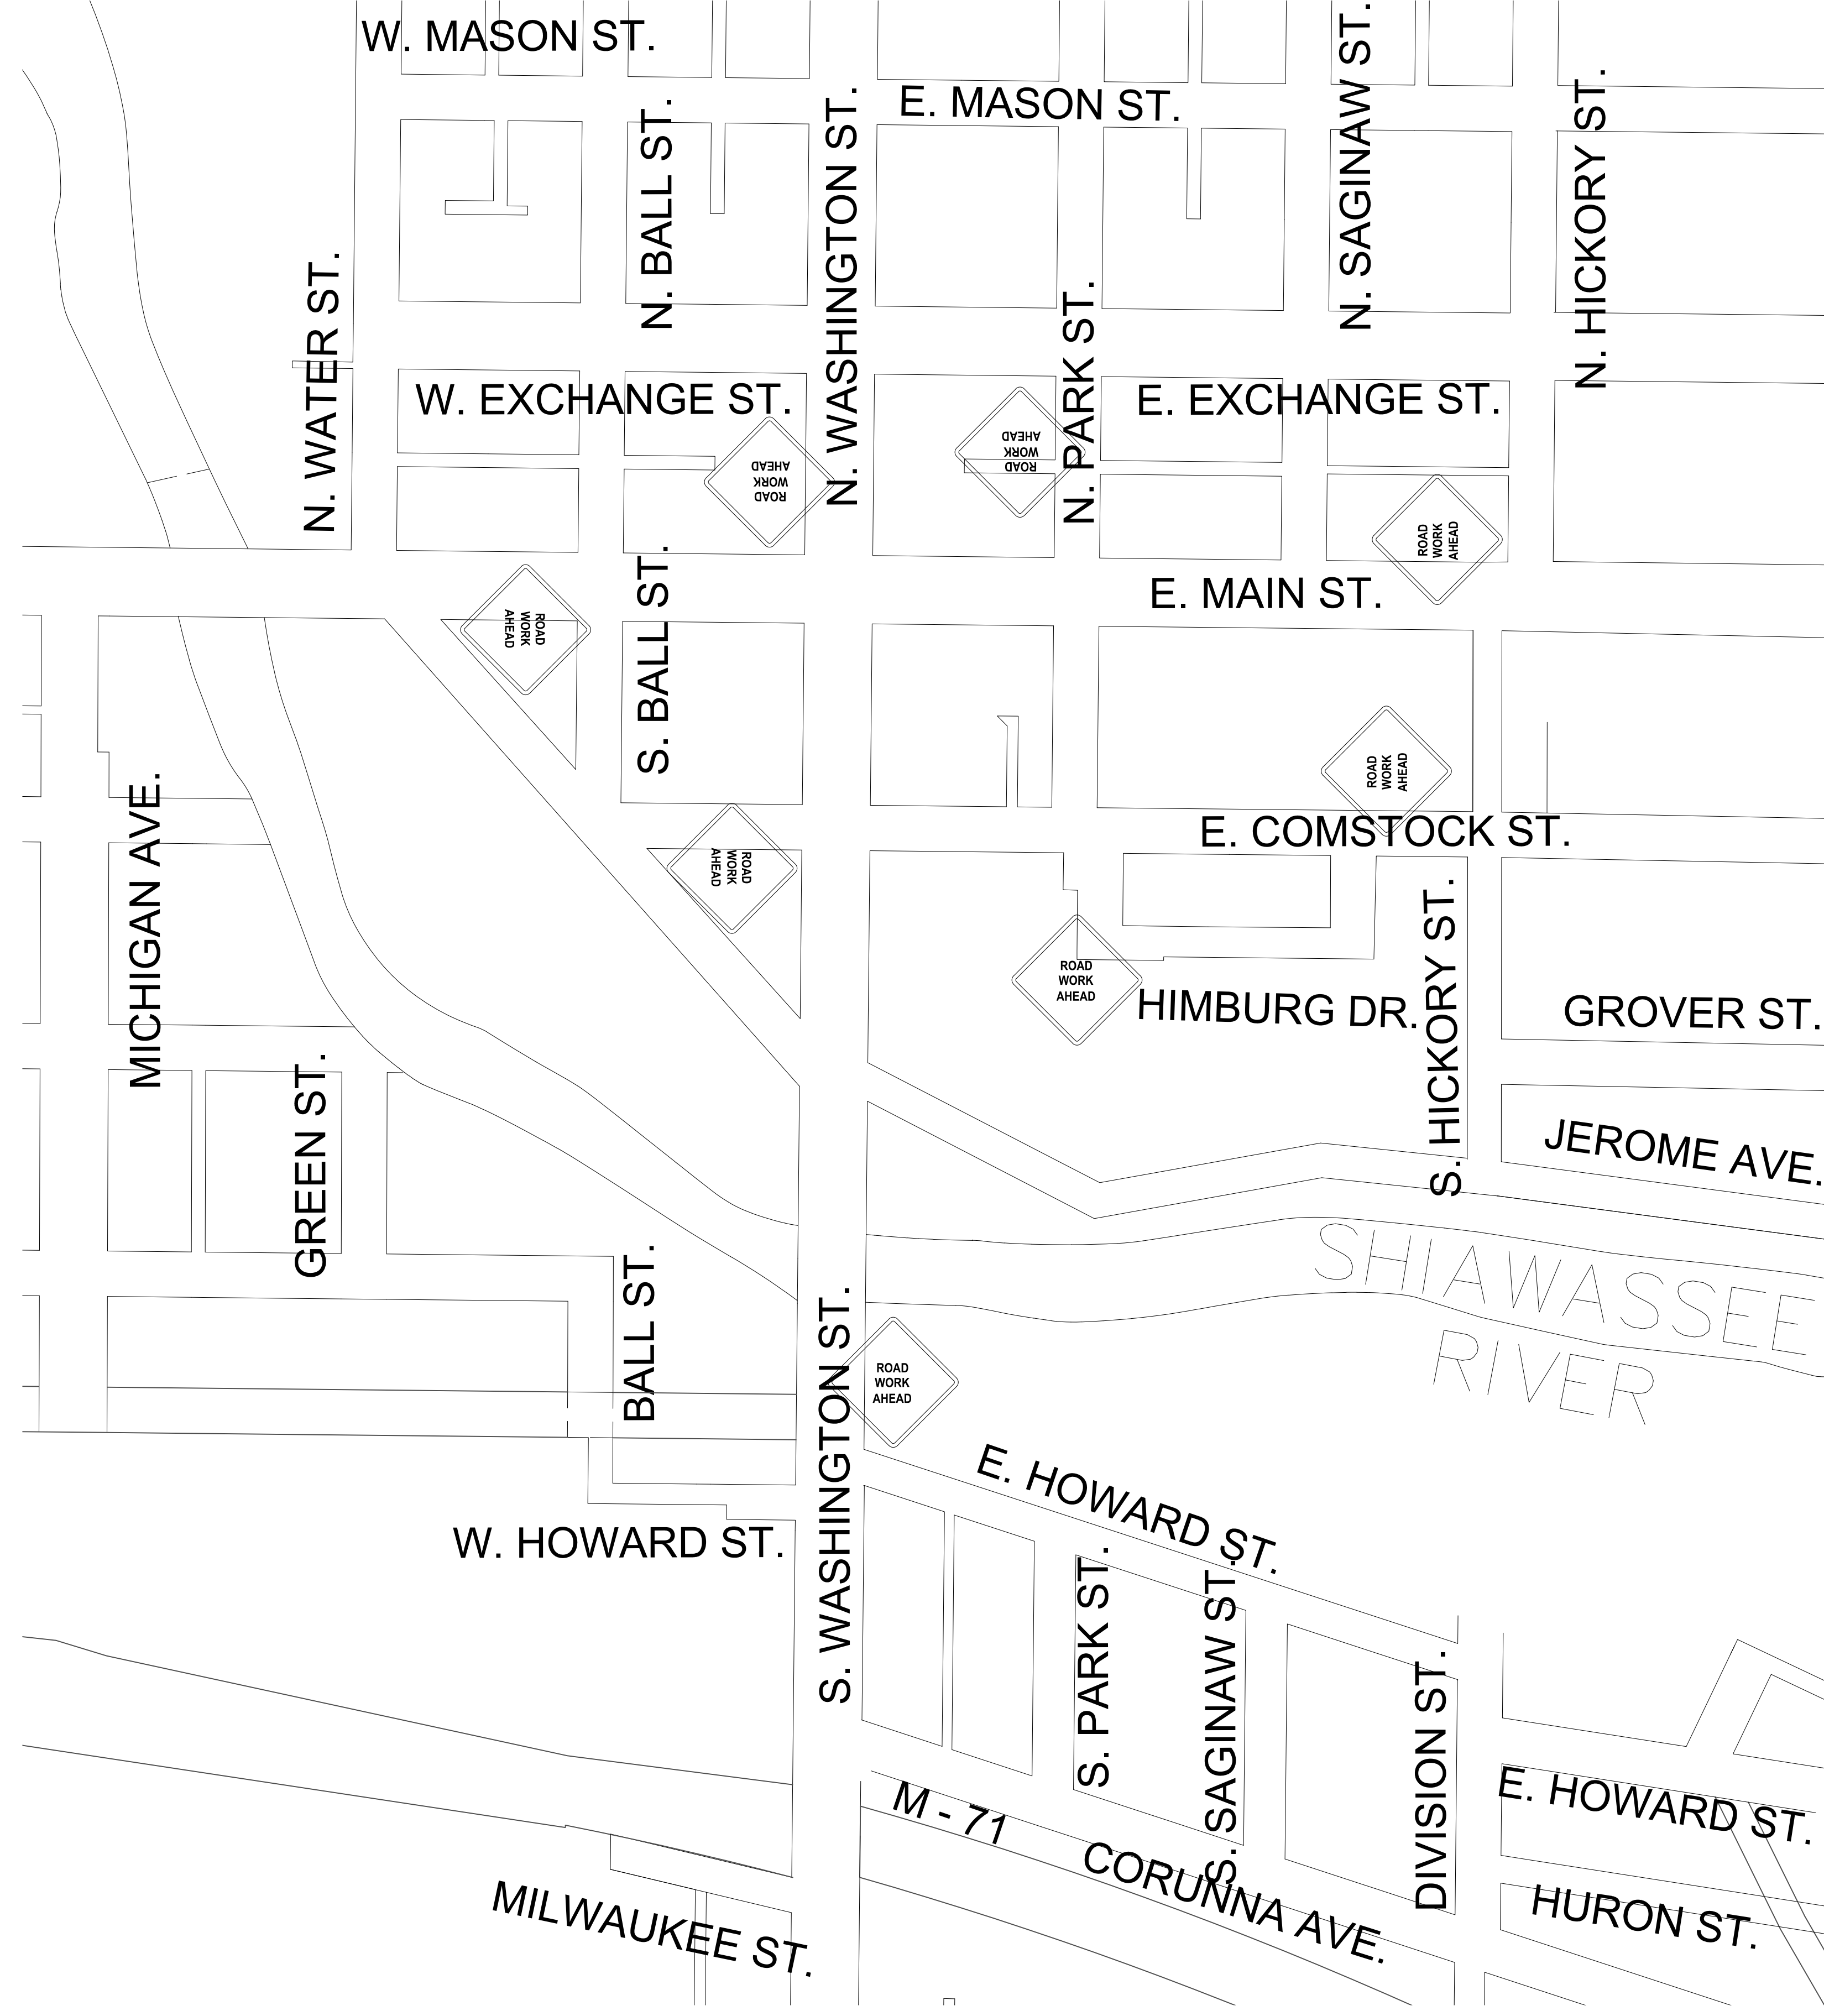 W. MASON ST.
E. MASON ST.
N. WATER ST.
N. BALL ST.
N. WASHINGTON ST.
N. PARK ST.
N. SAGINAW ST.
N. HICKORY ST.
W. EXCHANGE ST.
E. EXCHANGE ST.
ROAD
WORK
AHEAD
ROAD
WORK
AHEAD
ROAD
WORK
AHEAD
E. MAIN ST.
ROAD
WORK
AHEAD
S. BALL ST.
ROAD
WORK
AHEAD
E. COMSTOCK ST.
ROAD
WORK
AHEAD
MICHIGAN AVE.
ROAD
WORK
AHEAD
HIMBURG DR.
S. HICKORY ST.
GROVER ST.
GREEN ST.
JEROME AVE.
SHIAWASSEE
RIVER
BALL ST.
S. WASHINGTON ST.
ROAD
WORK
AHEAD
E. HOWARD ST.
W. HOWARD ST.
S. PARK ST.
S. SAGINAW ST.
DIVISION ST.
E. HOWARD ST.
M - 71
CORUNNA AVE.
HURON ST.
MILWAUKEE ST.